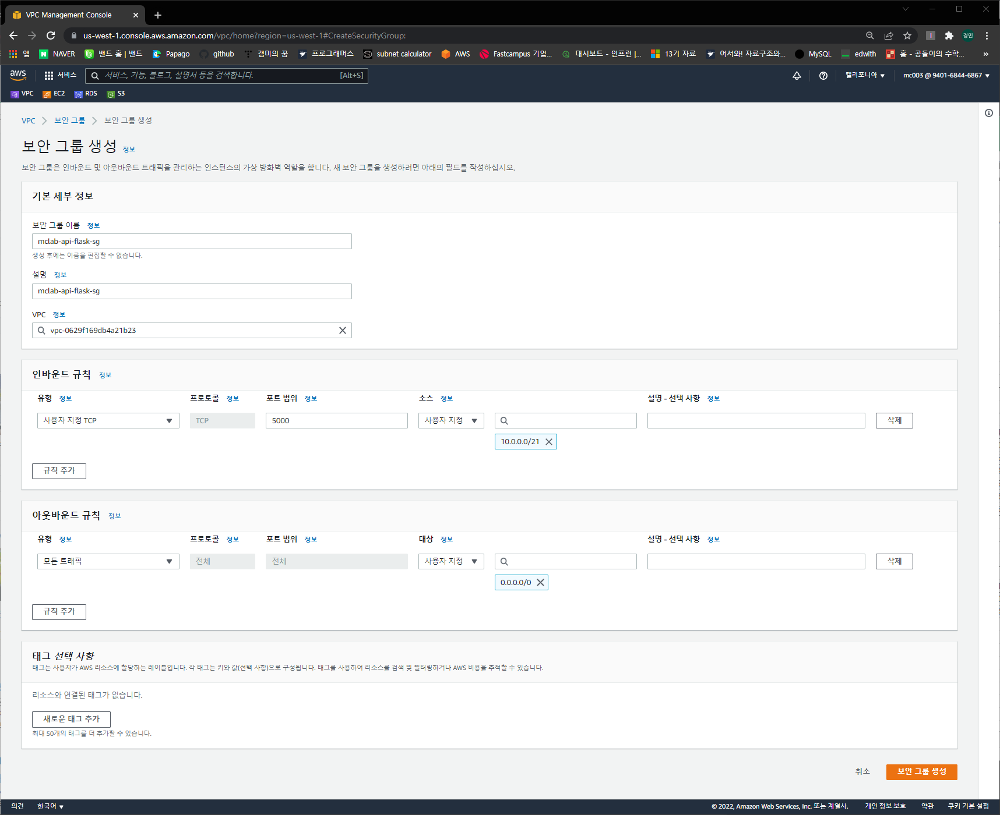 VPC Management Console
us-west-1.console.aws.amazon.com/vpc/home?region=us-west-1#CreateSecurityGroup:
경민
앱 NAVER 밴드 홈 | 밴드 Papago github 캠미의 꿈 프로그래머스 subnet calculator AWS Fastcampus 기업... 대시보드 - 인프런 |... 13기 자료 어서와! 자료구조와... MySQL edwith 홈 - 공돌이의 수학... »
aws 서비스 서비스, 기능, 블로그, 설명서 등을 검색합니다. [Alt+S] 캘리포니아 mc003 @ 9401-6844-6867
VPC EC2 RDS S3
VPC 보안 그룹 보안 그룹 생성
보안 그룹 생성 정보
보안 그룹은 인바운드 및 아웃바운드 트래픽을 관리하는 인스턴스의 가상 방화벽 역할을 합니다. 새 보안 그룹을 생성하려면 아래의 필드를 작성하십시오.
기본 세부 정보
보안 그룹 이름 정보
mclab-api-flask-sg
생성 후에는 이름을 편집할 수 없습니다.
설명 정보
mclab-api-flask-sg
VPC 정보
vpc-0629f169db4a21b23
인바운드 규칙 정보
유형 정보 프로토콜 정보 포트 범위 정보 소스 정보 설명 - 선택 사항 정보
사용자 지정 TCP TCP 5000 사용자 지정 삭제
10.0.0.0/21
규칙 추가
아웃바운드 규칙 정보
유형 정보 프로토콜 정보 포트 범위 정보 대상 정보 설명 - 선택 사항 정보
모든 트래픽 전체 전체 사용자 지정 삭제
0.0.0.0/0
규칙 추가
태그 선택 사항
태그는 사용자가 AWS 리소스에 할당하는 레이블입니다. 각 태그는 키와 값(선택 사항)으로 구성됩니다. 태그를 사용하여 리소스를 검색 및 필터링하거나 AWS 비용을 추적할 수 있습니다.
리소스와 연결된 태그가 없습니다.
새로운 태그 추가
최대 50개의 태그를 더 추가할 수 있습니다.
취소 보안 그룹 생성
의견 한국어 © 2022, Amazon Web Services, Inc. 또는 계열사. 개인 정보 보호 약관 쿠키 기본 설정